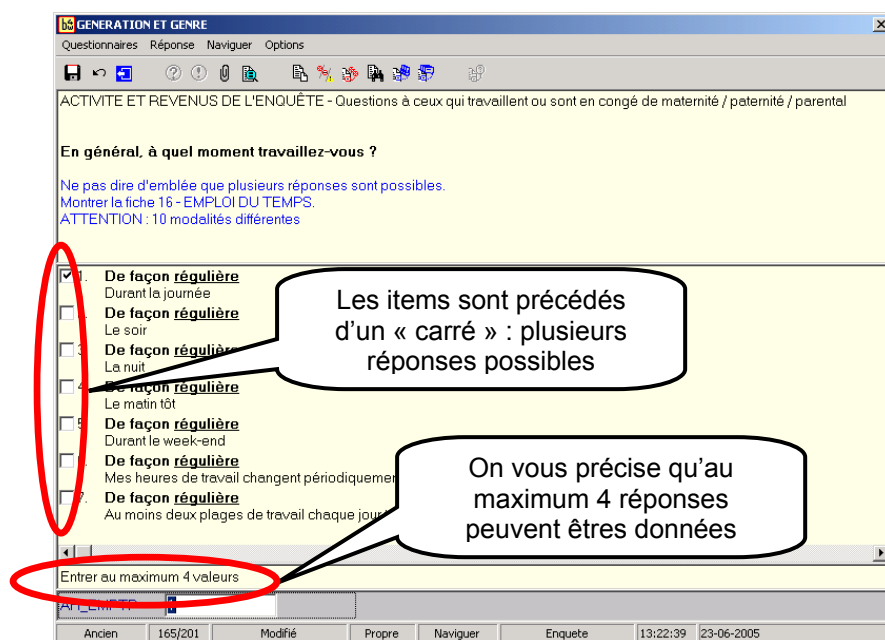 GENERATION ET GENRE
Questionnaires Réponse Naviguer Options
ACTIVITE ET REVENUS DE L'ENQUÊTE - Questions à ceux qui travaillent ou sont en congé de maternité / paternité / parental
En général, à quel moment travaillez-vous ?
Ne pas dire d'emblée que plusieurs réponses sont possibles.
Montrer la fiche 16 - EMPLOI DU TEMPS.
ATTENTION : 10 modalités différentes
1. De façon régulière
Durant la journée
De façon régulière
Le soir
3. De façon régulière
La nuit
4. De façon régulière
Le matin tôt
5. De façon régulière
Durant le week-end
De façon régulière
Mes heures de travail changent
7. De façon régulière
Au moins deux plages de travail chaque jour
Les items sont précédés
d'un « carré » : plusieurs
réponses possibles
On vous précise qu'au
maximum 4 réponses
peuvent êtres données
Entrer au maximum 4 valeurs
Ancien 165/201 Modifié Propre Naviguer Enquete 13:22:39 23-06-2005